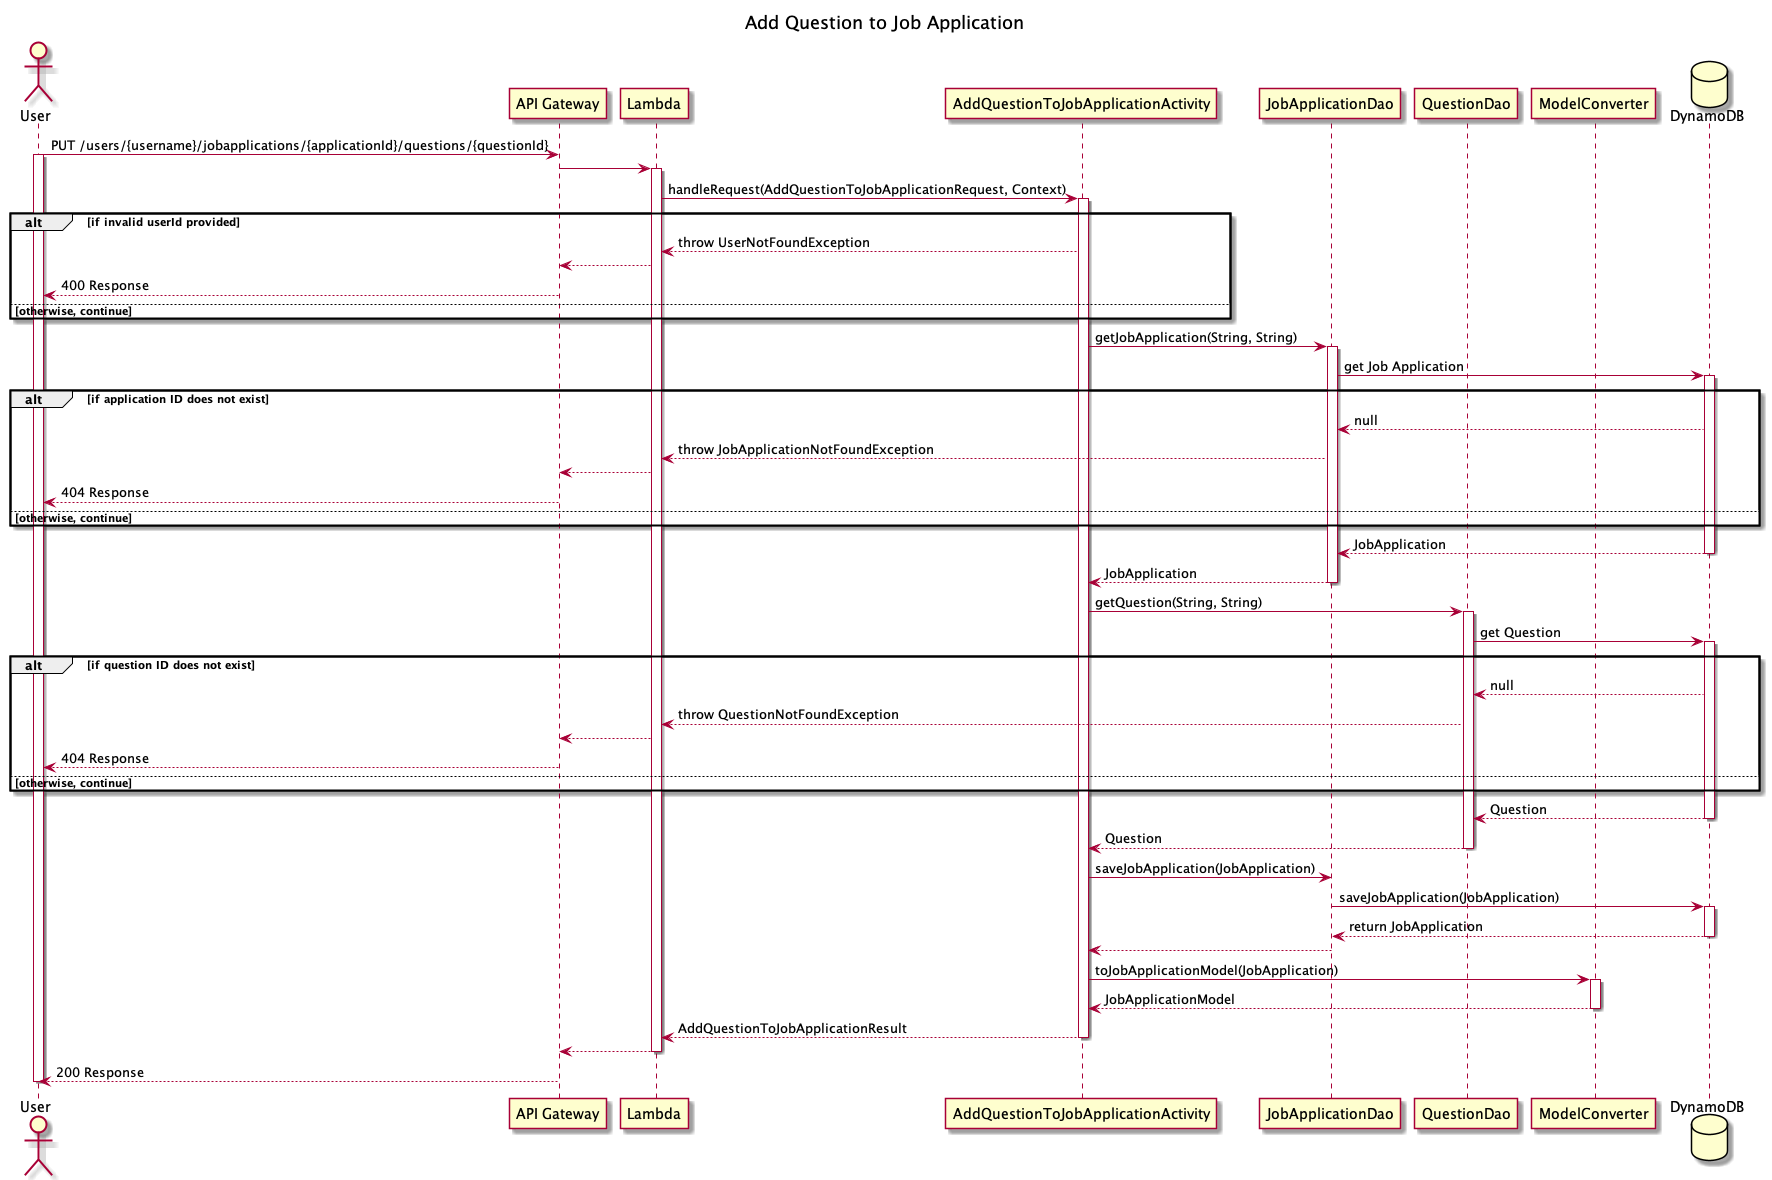 Add Question to Job Application
User
API Gateway
Lambda
AddQuestionToJobApplicationActivity
JobApplicationDao
QuestionDao
ModelConverter
DynamoDB
PUT /users/{username}/jobapplications/{applicationId}/questions/{questionId}
handleRequest(AddQuestionToJobApplicationRequest, Context)
alt [if invalid userId provided]
throw UserNotFoundException
400 Response
[otherwise, continue]
getJobApplication(String, String)
get Job Application
alt [if application ID does not exist]
null
throw JobApplicationNotFoundException
404 Response
[otherwise, continue]
JobApplication
JobApplication
getQuestion(String, String)
get Question
alt [if question ID does not exist]
null
throw QuestionNotFoundException
404 Response
[otherwise, continue]
Question
Question
saveJobApplication(JobApplication)
saveJobApplication(JobApplication)
return JobApplication
toJobApplicationModel(JobApplication)
JobApplicationModel
AddQuestionToJobApplicationResult
200 Response
User
API Gateway
Lambda
AddQuestionToJobApplicationActivity
JobApplicationDao
QuestionDao
ModelConverter
DynamoDB